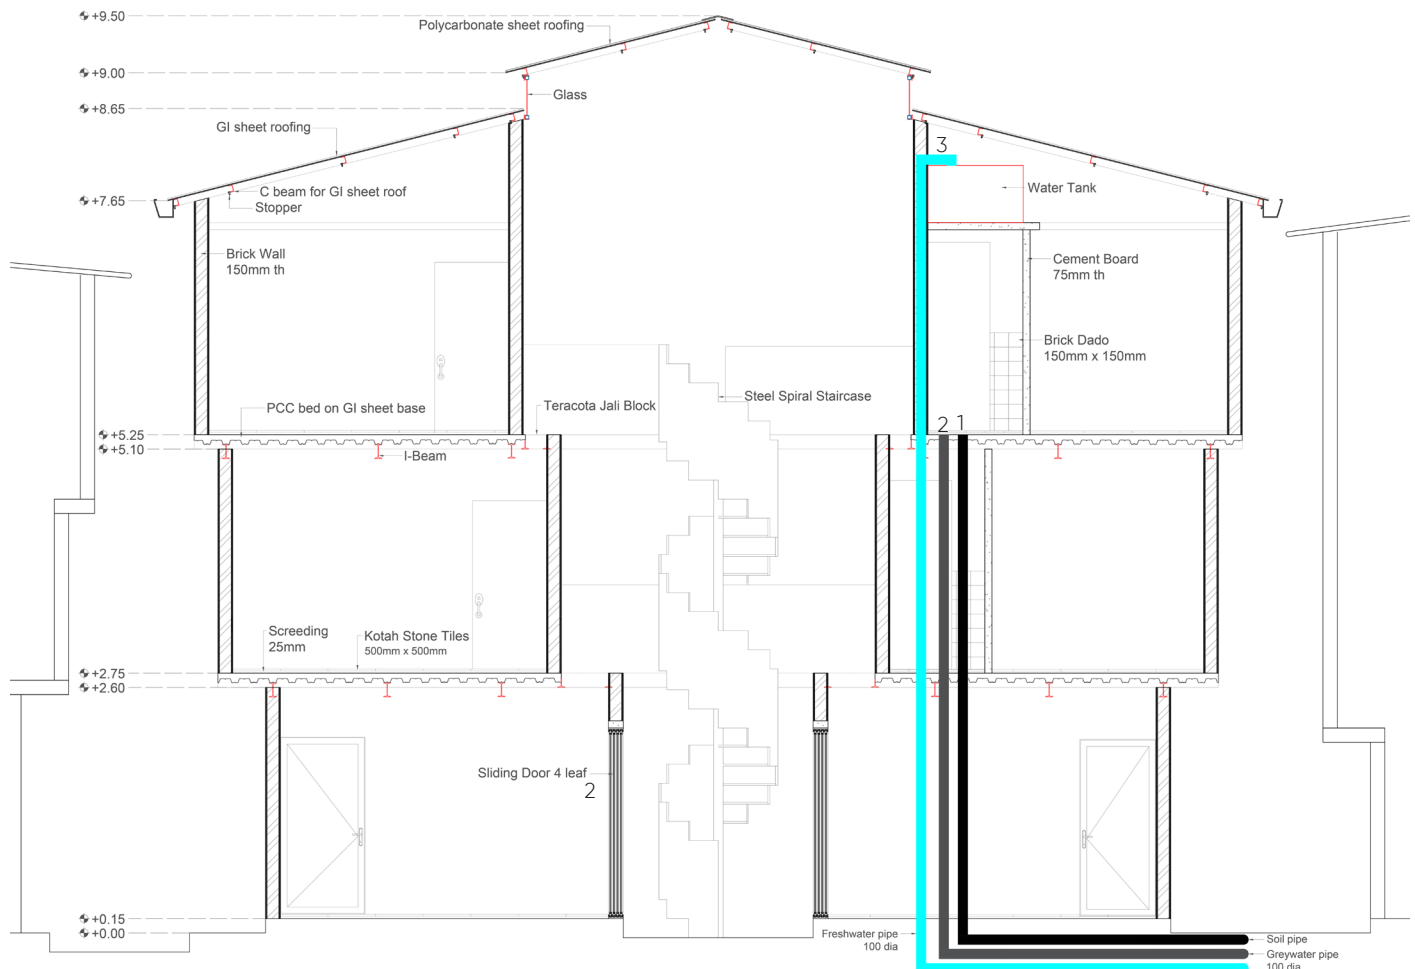 +9.50
Polycarbonate sheet roofing
+9.00
Glass
+8.65
GI sheet roofing
3
C beam for GI sheet roof
Stopper
Water Tank
+7.65
Brick Wall
150mm th
Cement Board
75mm th
Brick Dado
150mm x 150mm
Steel Spiral Staircase
PCC bed on GI sheet base
Teracota Jali Block
2
1
+5.25
+5.10
I-Beam
Screeding
25mm
Kotah Stone Tiles
500mm x 500mm
+2.75
+2.60
Sliding Door 4 leaf
2
+0.15
+0.00
Freshwater pipe
100 dia
Soil pipe
Greywater pipe
100 dia